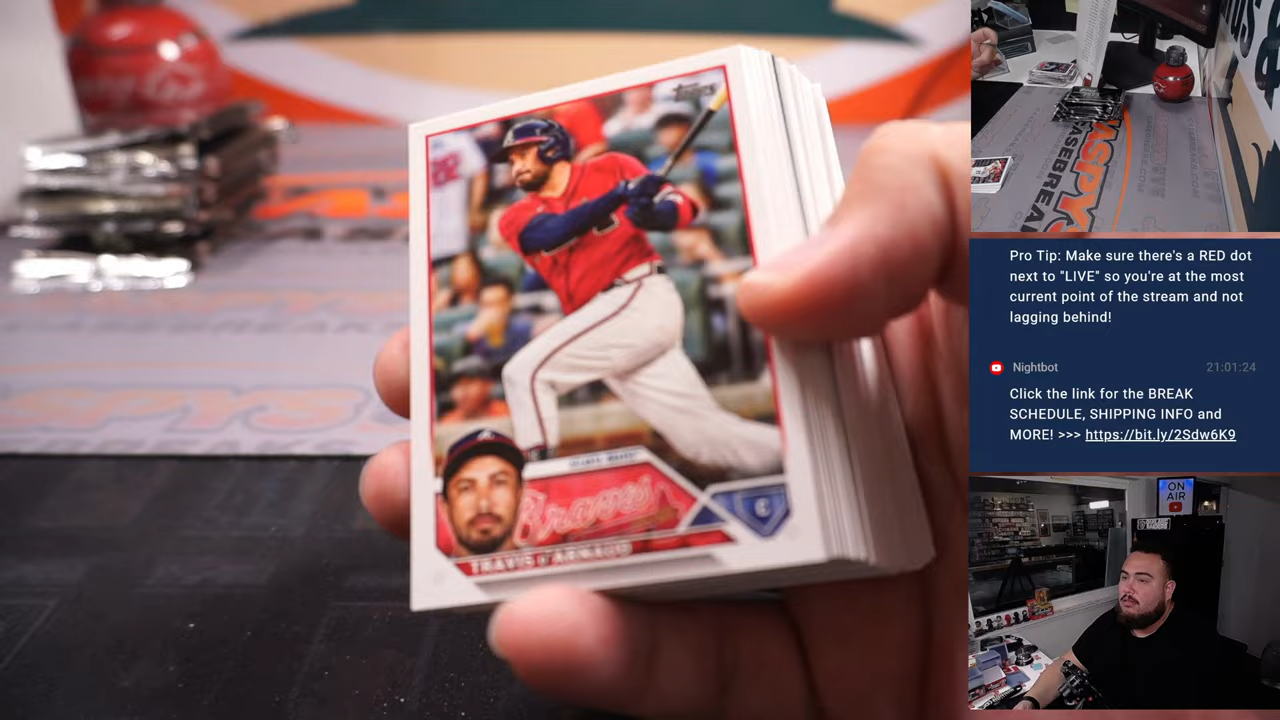 Topps
Braves
TRAVIS D'ARNAUD
C
Pro Tip: Make sure there's a RED dot
next to "LIVE" so you're at the most
current point of the stream and not
lagging behind!
Nightbot 21:01:24
Click the link for the BREAK
SCHEDULE, SHIPPING INFO and
MORE! >>> https://bit.ly/2Sdw6K9
ON
AIR